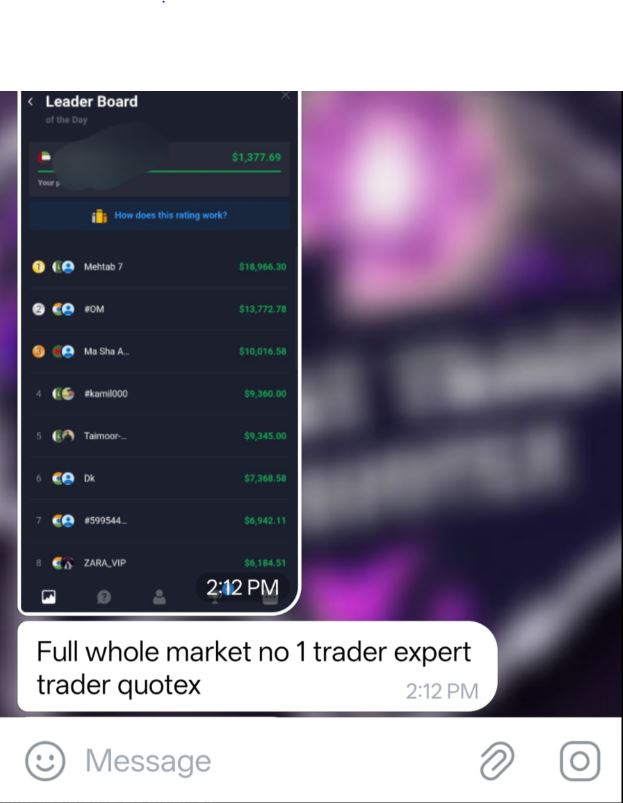 Leader Board
of the Day
$1,377.69
Your p
How does this rating work?
1 Mehtab 7 $18,966.30
2 #OM $13,772.78
3 Ma Sha A... $10,016.58
4 #kamil000 $9,360.00
5 Taimoor-... $9,345.00
6 Dk $7,368.58
7 #599544... $6,942.11
8 ZARA_VIP $6,184.51
2:12 PM
Full whole market no 1 trader expert
trader quotex
2:12 PM
Message